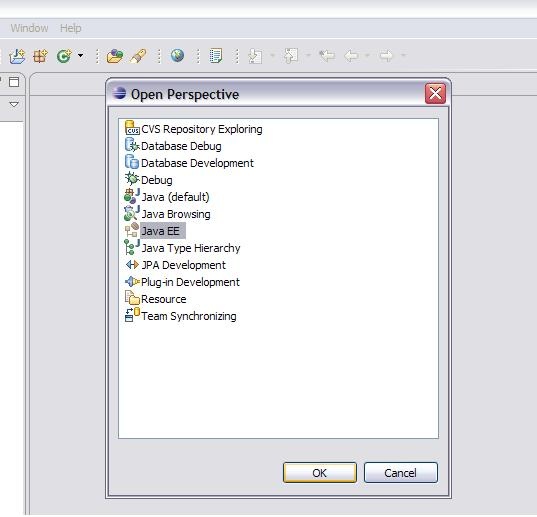 Window Help
Open Perspective
CVS Repository Exploring
Database Debug
Database Development
Debug
Java (default)
Java Browsing
Java EE
Java Type Hierarchy
JPA Development
Plug-in Development
Resource
Team Synchronizing
OK Cancel